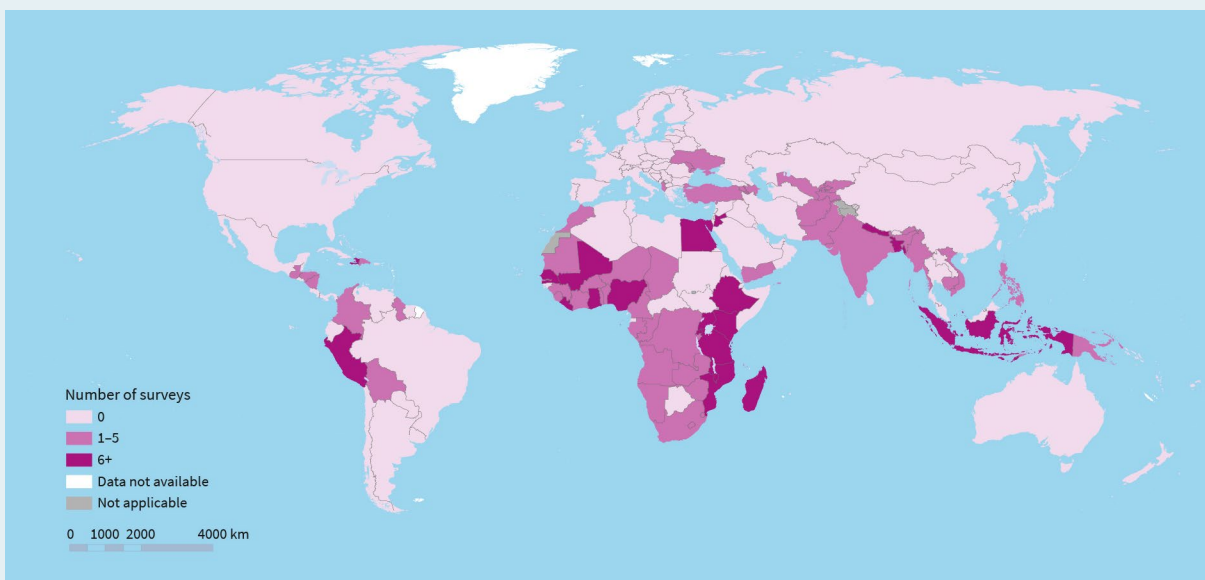 Number of surveys
0
1–5
6+
Data not available
Not applicable
0 1000 2000 4000 km